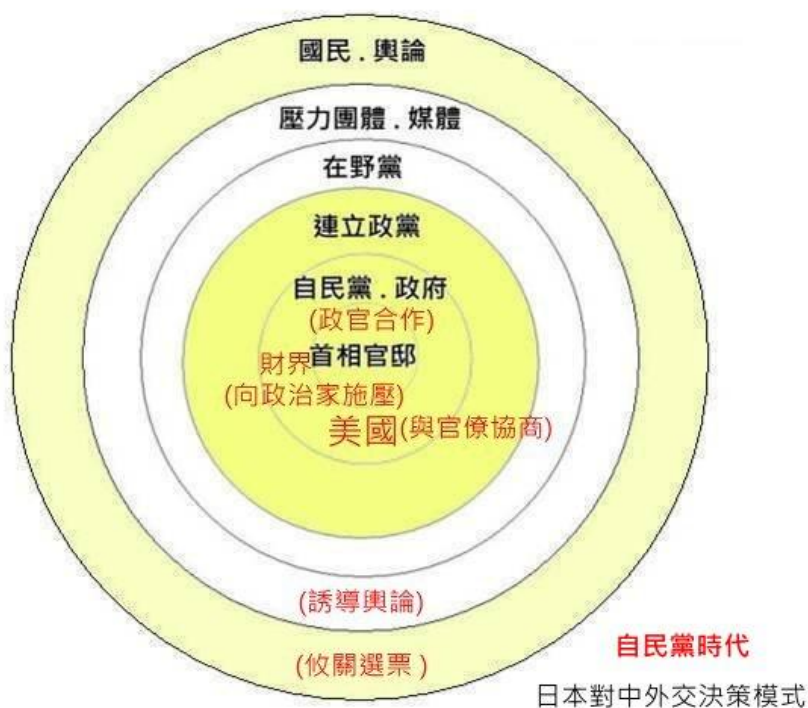 國民.輿論
壓力團體.媒體
在野黨
連立政黨
自民黨.政府
(政官合作)
財界首相官邸
(向政治家施壓)
美國(與官僚協商)
(誘導輿論)
(攸關選票)
自民黨時代
日本對中外交決策模式